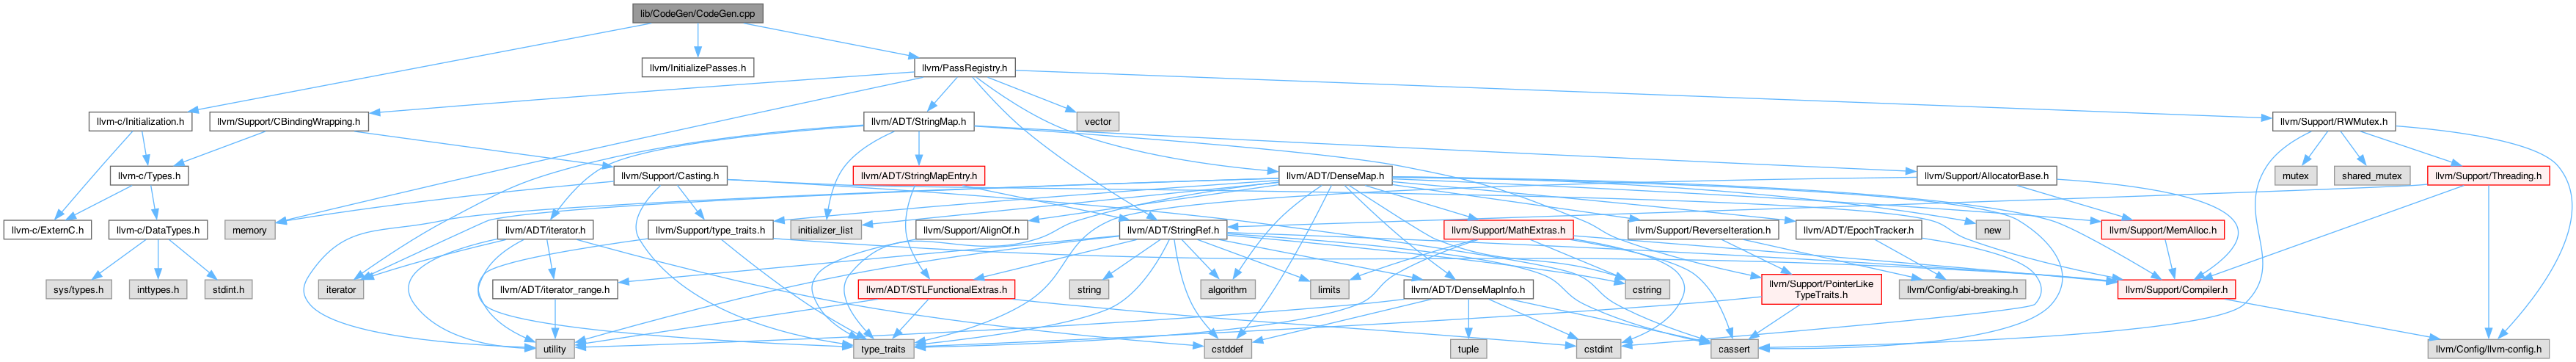 lib/CodeGen/CodeGen.cpp
llvm/InitializePasses.h
llvm/PassRegistry.h
llvm-c/Initialization.h
llvm/Support/CBindingWrapping.h
llvm/ADT/StringMap.h
vector
llvm/Support/RWMutex.h
llvm-c/Types.h
llvm/Support/Casting.h
llvm/ADT/StringMapEntry.h
llvm/ADT/DenseMap.h
llvm/Support/AllocatorBase.h
mutex
shared_mutex
llvm/Support/Threading.h
llvm-c/ExternC.h
llvm-c/DataTypes.h
memory
llvm/ADT/iterator.h
llvm/Support/type_traits.h
initializer_list
llvm/Support/AlignOf.h
llvm/ADT/StringRef.h
llvm/Support/MathExtras.h
llvm/Support/ReverseIteration.h
llvm/ADT/EpochTracker.h
new
llvm/Support/MemAlloc.h
sys/types.h
inttypes.h
stdint.h
iterator
llvm/ADT/iterator_range.h
llvm/ADT/STLFunctionalExtras.h
string
algorithm
limits
llvm/ADT/DenseMapInfo.h
cstring
llvm/Support/PointerLike
TypeTraits.h
llvm/Config/abi-breaking.h
llvm/Support/Compiler.h
utility
type_traits
cstddef
tuple
cstdint
cassert
llvm/Config/llvm-config.h